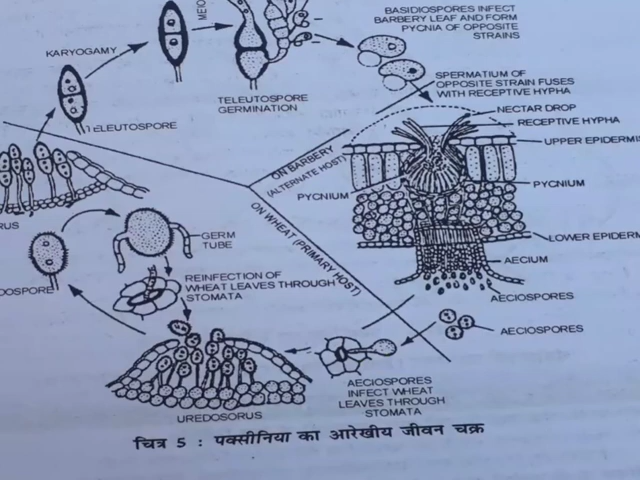 BASIDIOSPORES INFECT
BARBERY LEAF AND FORM
PYCNIA OF OPPOSITE
STRAINS
KARYOGAMY
TELEUTOSPORE
GERMINATION
SPERMATIUM OF
OPPOSITE STRAIN FUSES
WITH RECEPTIVE HYPHA
NECTAR DROP
RECEPTIVE HYPHA
TELEUTOSPORE
UPPER EPIDERMIS
ON BARBERY
(ALTERNATE HOST)
PYCNIUM
PYCNIUM
ON WHEAT (PRIMARY HOST)
GERM
TUBE
LOWER EPIDERM
AECIUM
REINFECTION OF
WHEAT LEAVES THROUGH
STOMATA
AECIOSPORES
AECIOSPORES
AECIOSPORES
INFECT WHEAT
LEAVES THROUGH
STOMATA
UREDOSORUS
चित्र 5 : पक्सीनिया का आरेखीय जीवन चक्र